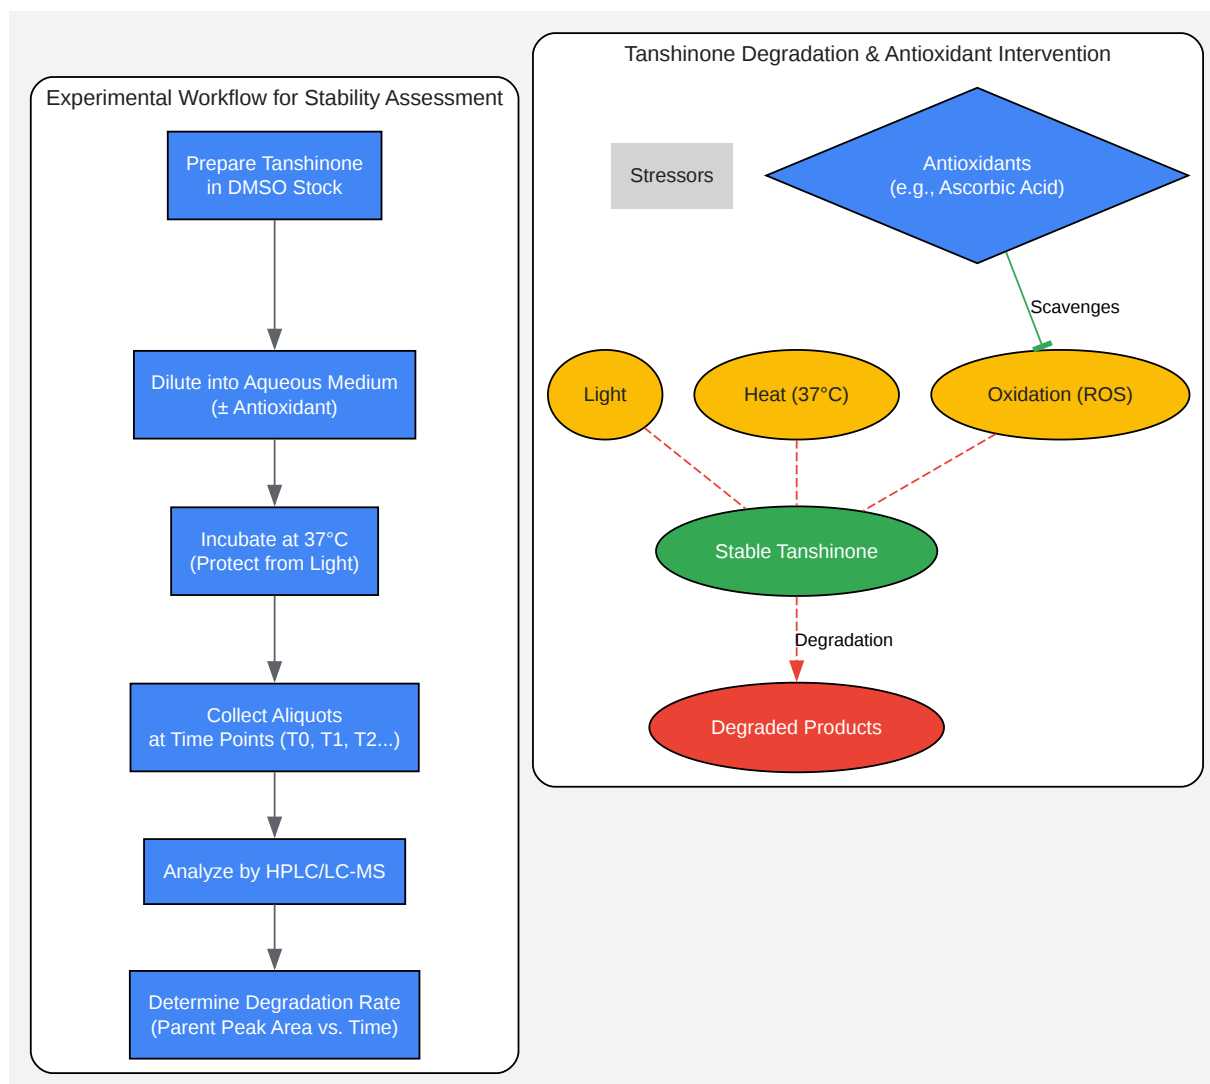 Experimental Workflow for Stability Assessment
Prepare Tanshinone
in DMSO Stock
Dilute into Aqueous Medium
(± Antioxidant)
Incubate at 37°C
(Protect from Light)
Collect Aliquots
at Time Points (T0, T1, T2...)
Analyze by HPLC/LC-MS
Determine Degradation Rate
(Parent Peak Area vs. Time)
Tanshinone Degradation & Antioxidant Intervention
Stressors
Antioxidants
(e.g., Ascorbic Acid)
Scavenges
Light
Heat (37°C)
Oxidation (ROS)
Stable Tanshinone
Degradation
Degraded Products